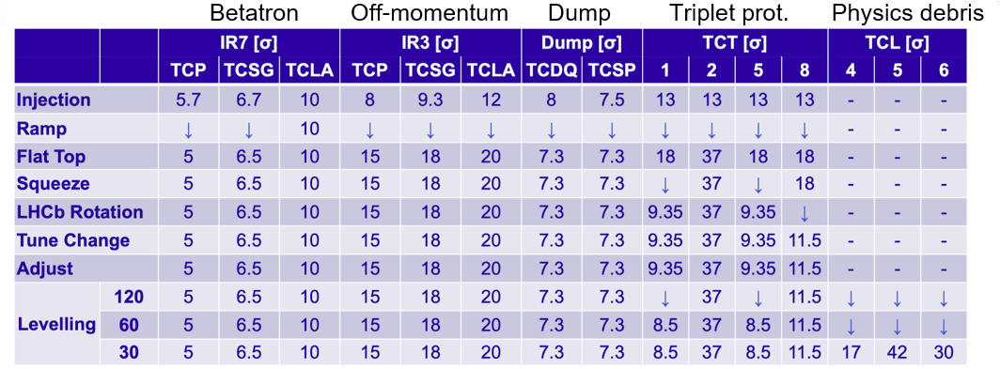 Betatron Off-momentum Dump Triplet prot. Physics debris
IR7 [σ] IR3 [σ] Dump [σ] TCT [σ] TCL [σ]
TCP TCSG TCLA TCP TCSG TCLA TCDQ TCSP 1 2 5 8 4 5 6
Injection 5.7 6.7 10 8 9.3 12 8 7.5 13 13 13 13 - - -
Ramp ↓ ↓ 10 ↓ ↓ ↓ ↓ ↓ ↓ ↓ ↓ ↓ - - -
Flat Top 5 6.5 10 15 18 20 7.3 7.3 18 37 18 18 - - -
Squeeze 5 6.5 10 15 18 20 7.3 7.3 ↓ 37 ↓ 18 - - -
LHCb Rotation 5 6.5 10 15 18 20 7.3 7.3 9.35 37 9.35 ↓ - - -
Tune Change 5 6.5 10 15 18 20 7.3 7.3 9.35 37 9.35 11.5 - - -
Adjust 5 6.5 10 15 18 20 7.3 7.3 9.35 37 9.35 11.5 - - -
120 5 6.5 10 15 18 20 7.3 7.3 ↓ 37 ↓ 11.5 ↓ ↓ ↓
Levelling 60 5 6.5 10 15 18 20 7.3 7.3 8.5 37 8.5 11.5 ↓ ↓ ↓
30 5 6.5 10 15 18 20 7.3 7.3 8.5 37 8.5 11.5 17 42 30